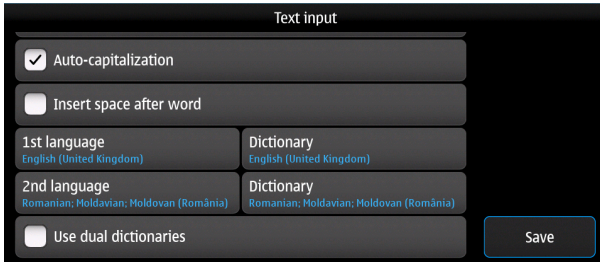 Text input
Auto-capitalization
Insert space after word
1st language
English (United Kingdom)
Dictionary
English (United Kingdom)
2nd language
Romanian; Moldavian; Moldovan (România)
Dictionary
Romanian; Moldavian; Moldovan (România)
Use dual dictionaries
Save